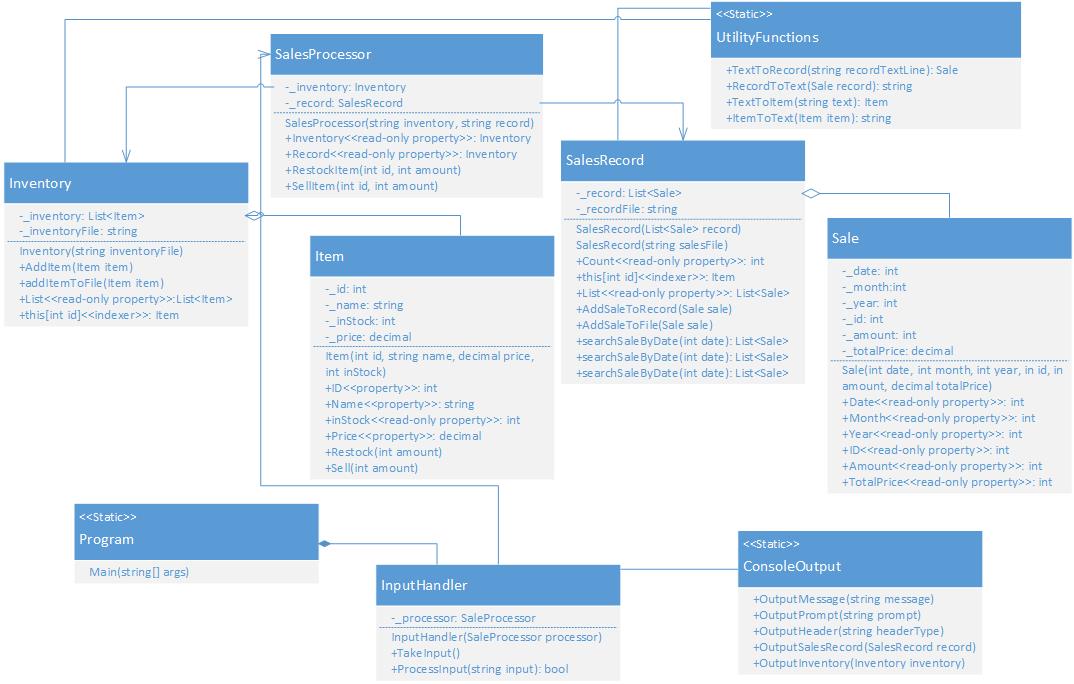 <<Static>>
UtilityFunctions
+TextToRecord(string recordTextLine): Sale
+RecordToText(Sale record): string
+TextToItem(string text): Item
+ItemToText(Item item): string
SalesProcessor
-_inventory: Inventory
-_record: SalesRecord
SalesProcessor(string inventory, string record)
+Inventory<<read-only property>>: Inventory
+Record<<read-only property>>: Inventory
+RestockItem(int id, int amount)
+SellItem(int id, int amount)
Inventory
-_inventory: List<Item>
-_inventoryFile: string
Inventory(string inventoryFile)
+AddItem(Item item)
+addItemToFile(Item item)
+List<<read-only property>>:List<Item>
+this[int id]<<indexer>>: Item
SalesRecord
-_record: List<Sale>
-_recordFile: string
SalesRecord(List<Sale> record)
SalesRecord(string salesFile)
+Count<<read-only property>>: int
+this[int id]<<indexer>>: Item
+List<<read-only property>>: List<Sale>
+AddSaleToRecord(Sale sale)
+AddSaleToFile(Sale sale)
+searchSaleByDate(int date): List<Sale>
+searchSaleByDate(int date): List<Sale>
+searchSaleByDate(int date): List<Sale>
Item
-_id: int
-_name: string
-_inStock: int
-_price: decimal
Item(int id, string name, decimal price,
int inStock)
+ID<<property>>: int
+Name<<property>>: string
+inStock<<read-only property>>: int
+Price<<property>>: decimal
+Restock(int amount)
+Sell(int amount)
Sale
-_date: int
-_month:int
-_year: int
-_id: int
-_amount: int
-_totalPrice: decimal
Sale(int date, int month, int year, in id, in
amount, decimal totalPrice)
+Date<<read-only property>>: int
+Month<<read-only property>>: int
+Year<<read-only property>>: int
+ID<<read-only property>>: int
+Amount<<read-only property>>: int
+TotalPrice<<read-only property>>: int
<<Static>>
Program
Main(string[] args)
InputHandler
-_processor: SaleProcessor
InputHandler(SaleProcessor processor)
+TakeInput()
+ProcessInput(string input): bool
<<Static>>
ConsoleOutput
+OutputMessage(string message)
+OutputPrompt(string prompt)
+OutputHeader(string headerType)
+OutputSalesRecord(SalesRecord record)
+OutputInventory(Inventory inventory)